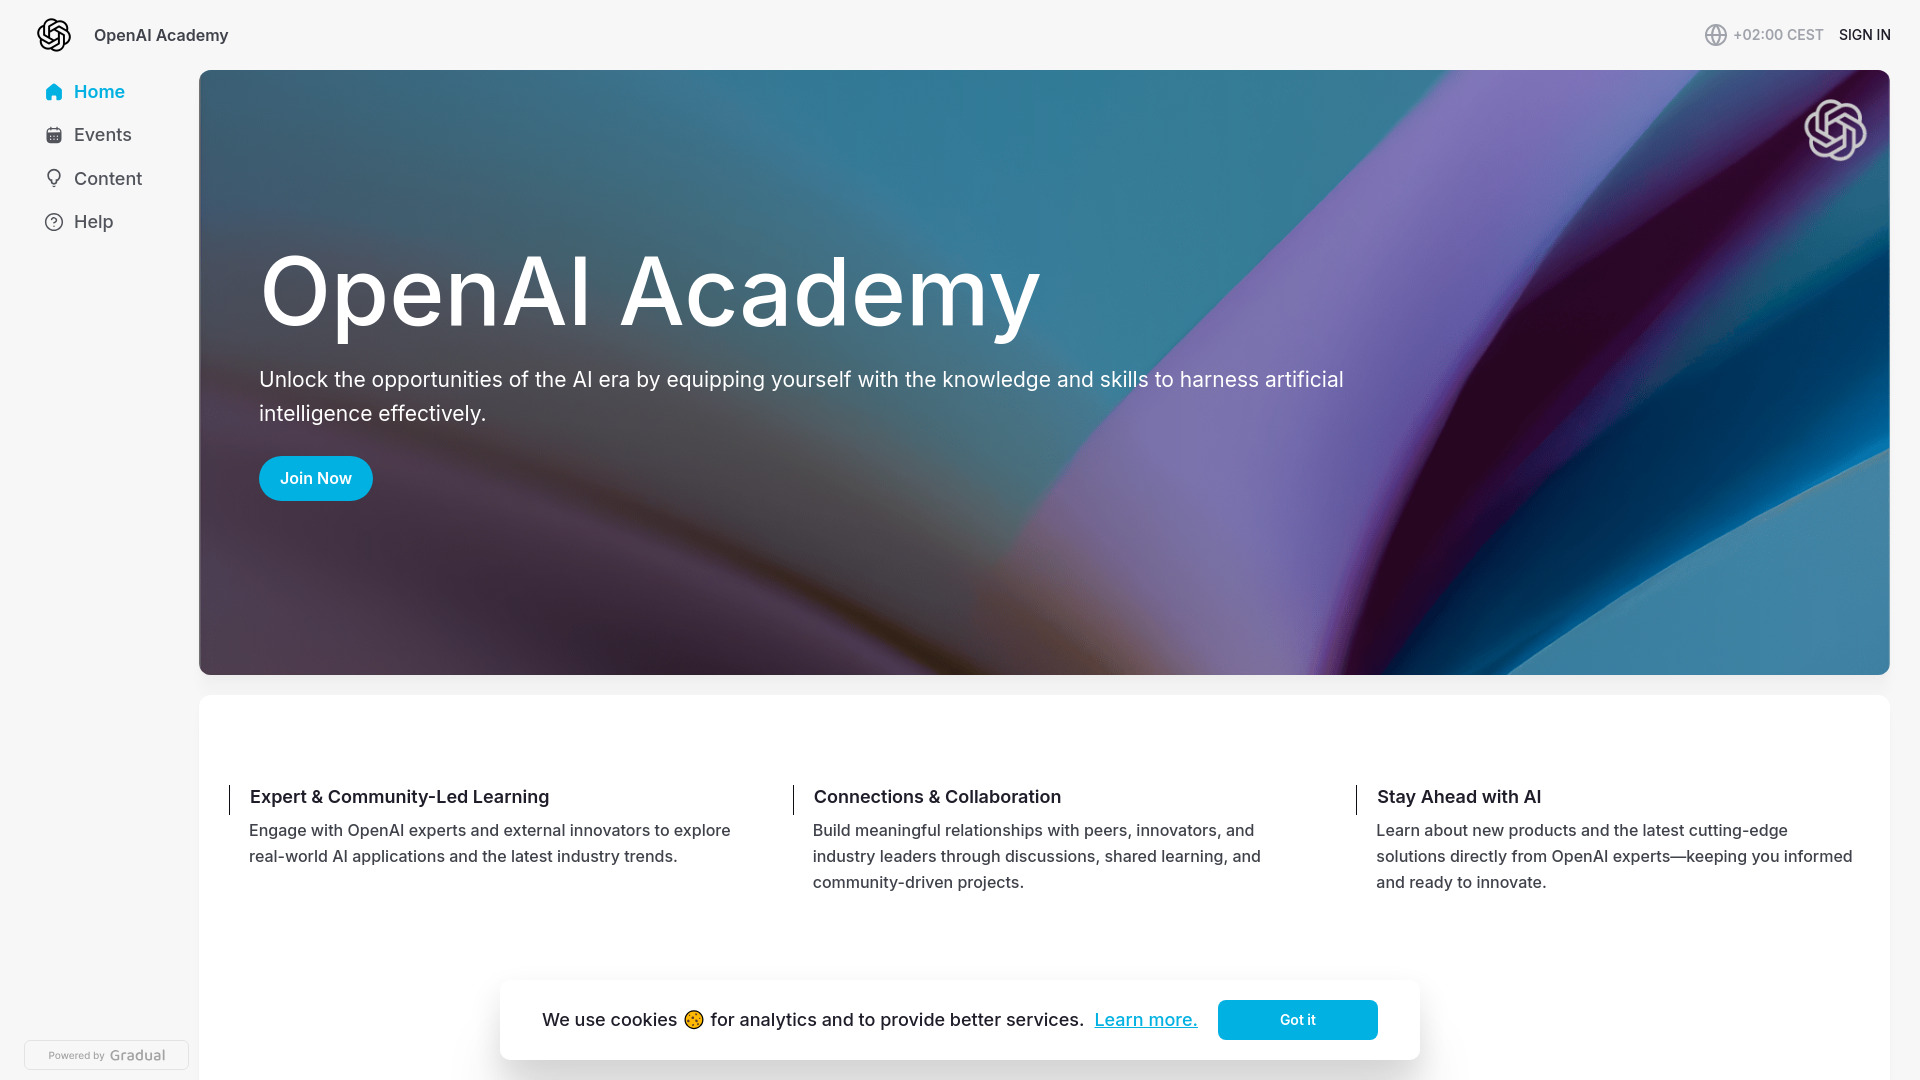 OpenAI Academy
+02:00 CEST
SIGN IN
Home
Events
Content
Help
OpenAI Academy
Unlock the opportunities of the AI era by equipping yourself with the knowledge and skills to harness artificial
intelligence effectively.
Join Now
Expert & Community-Led Learning
Engage with OpenAI experts and external innovators to explore
real-world AI applications and the latest industry trends.
Connections & Collaboration
Build meaningful relationships with peers, innovators, and
industry leaders through discussions, shared learning, and
community-driven projects.
Stay Ahead with AI
Learn about new products and the latest cutting-edge
solutions directly from OpenAI experts—keeping you informed
and ready to innovate.
We use cookies 🍪 for analytics and to provide better services. Learn more.
Got it
Powered by Gradual